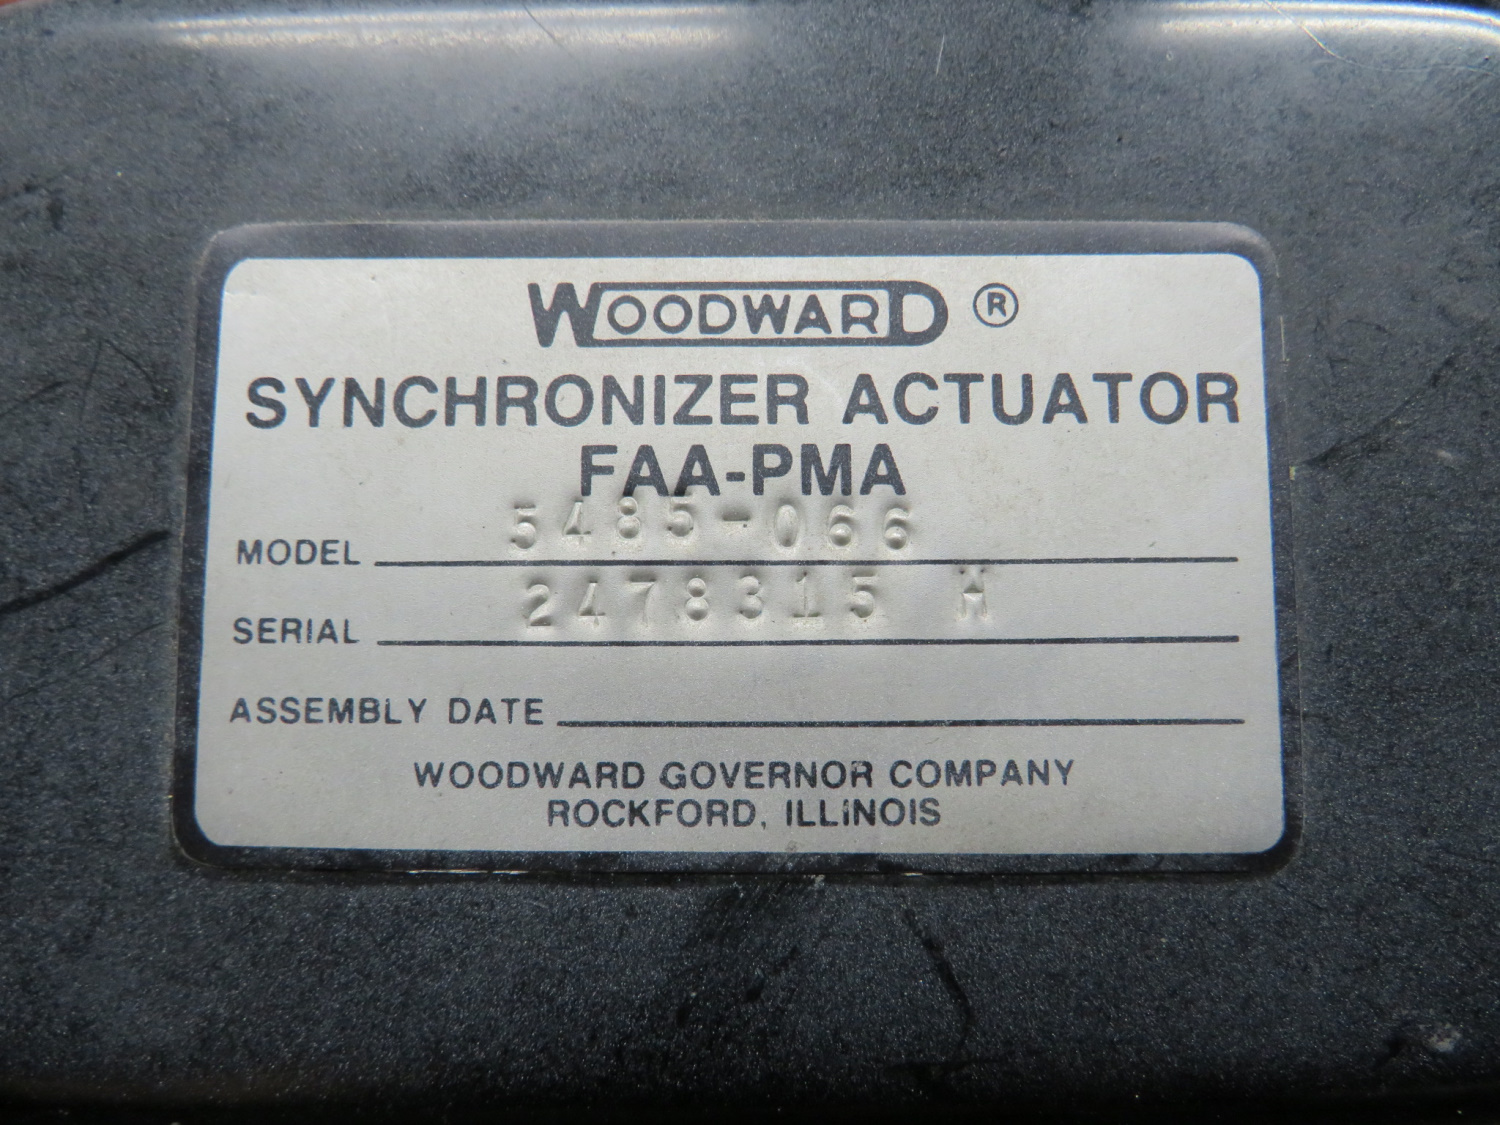 WOODWARD ®
SYNCHRONIZER ACTUATOR
FAA-PMA
MODEL 5485-066
SERIAL 2478315 M
ASSEMBLY DATE
WOODWARD GOVERNOR COMPANY
ROCKFORD, ILLINOIS